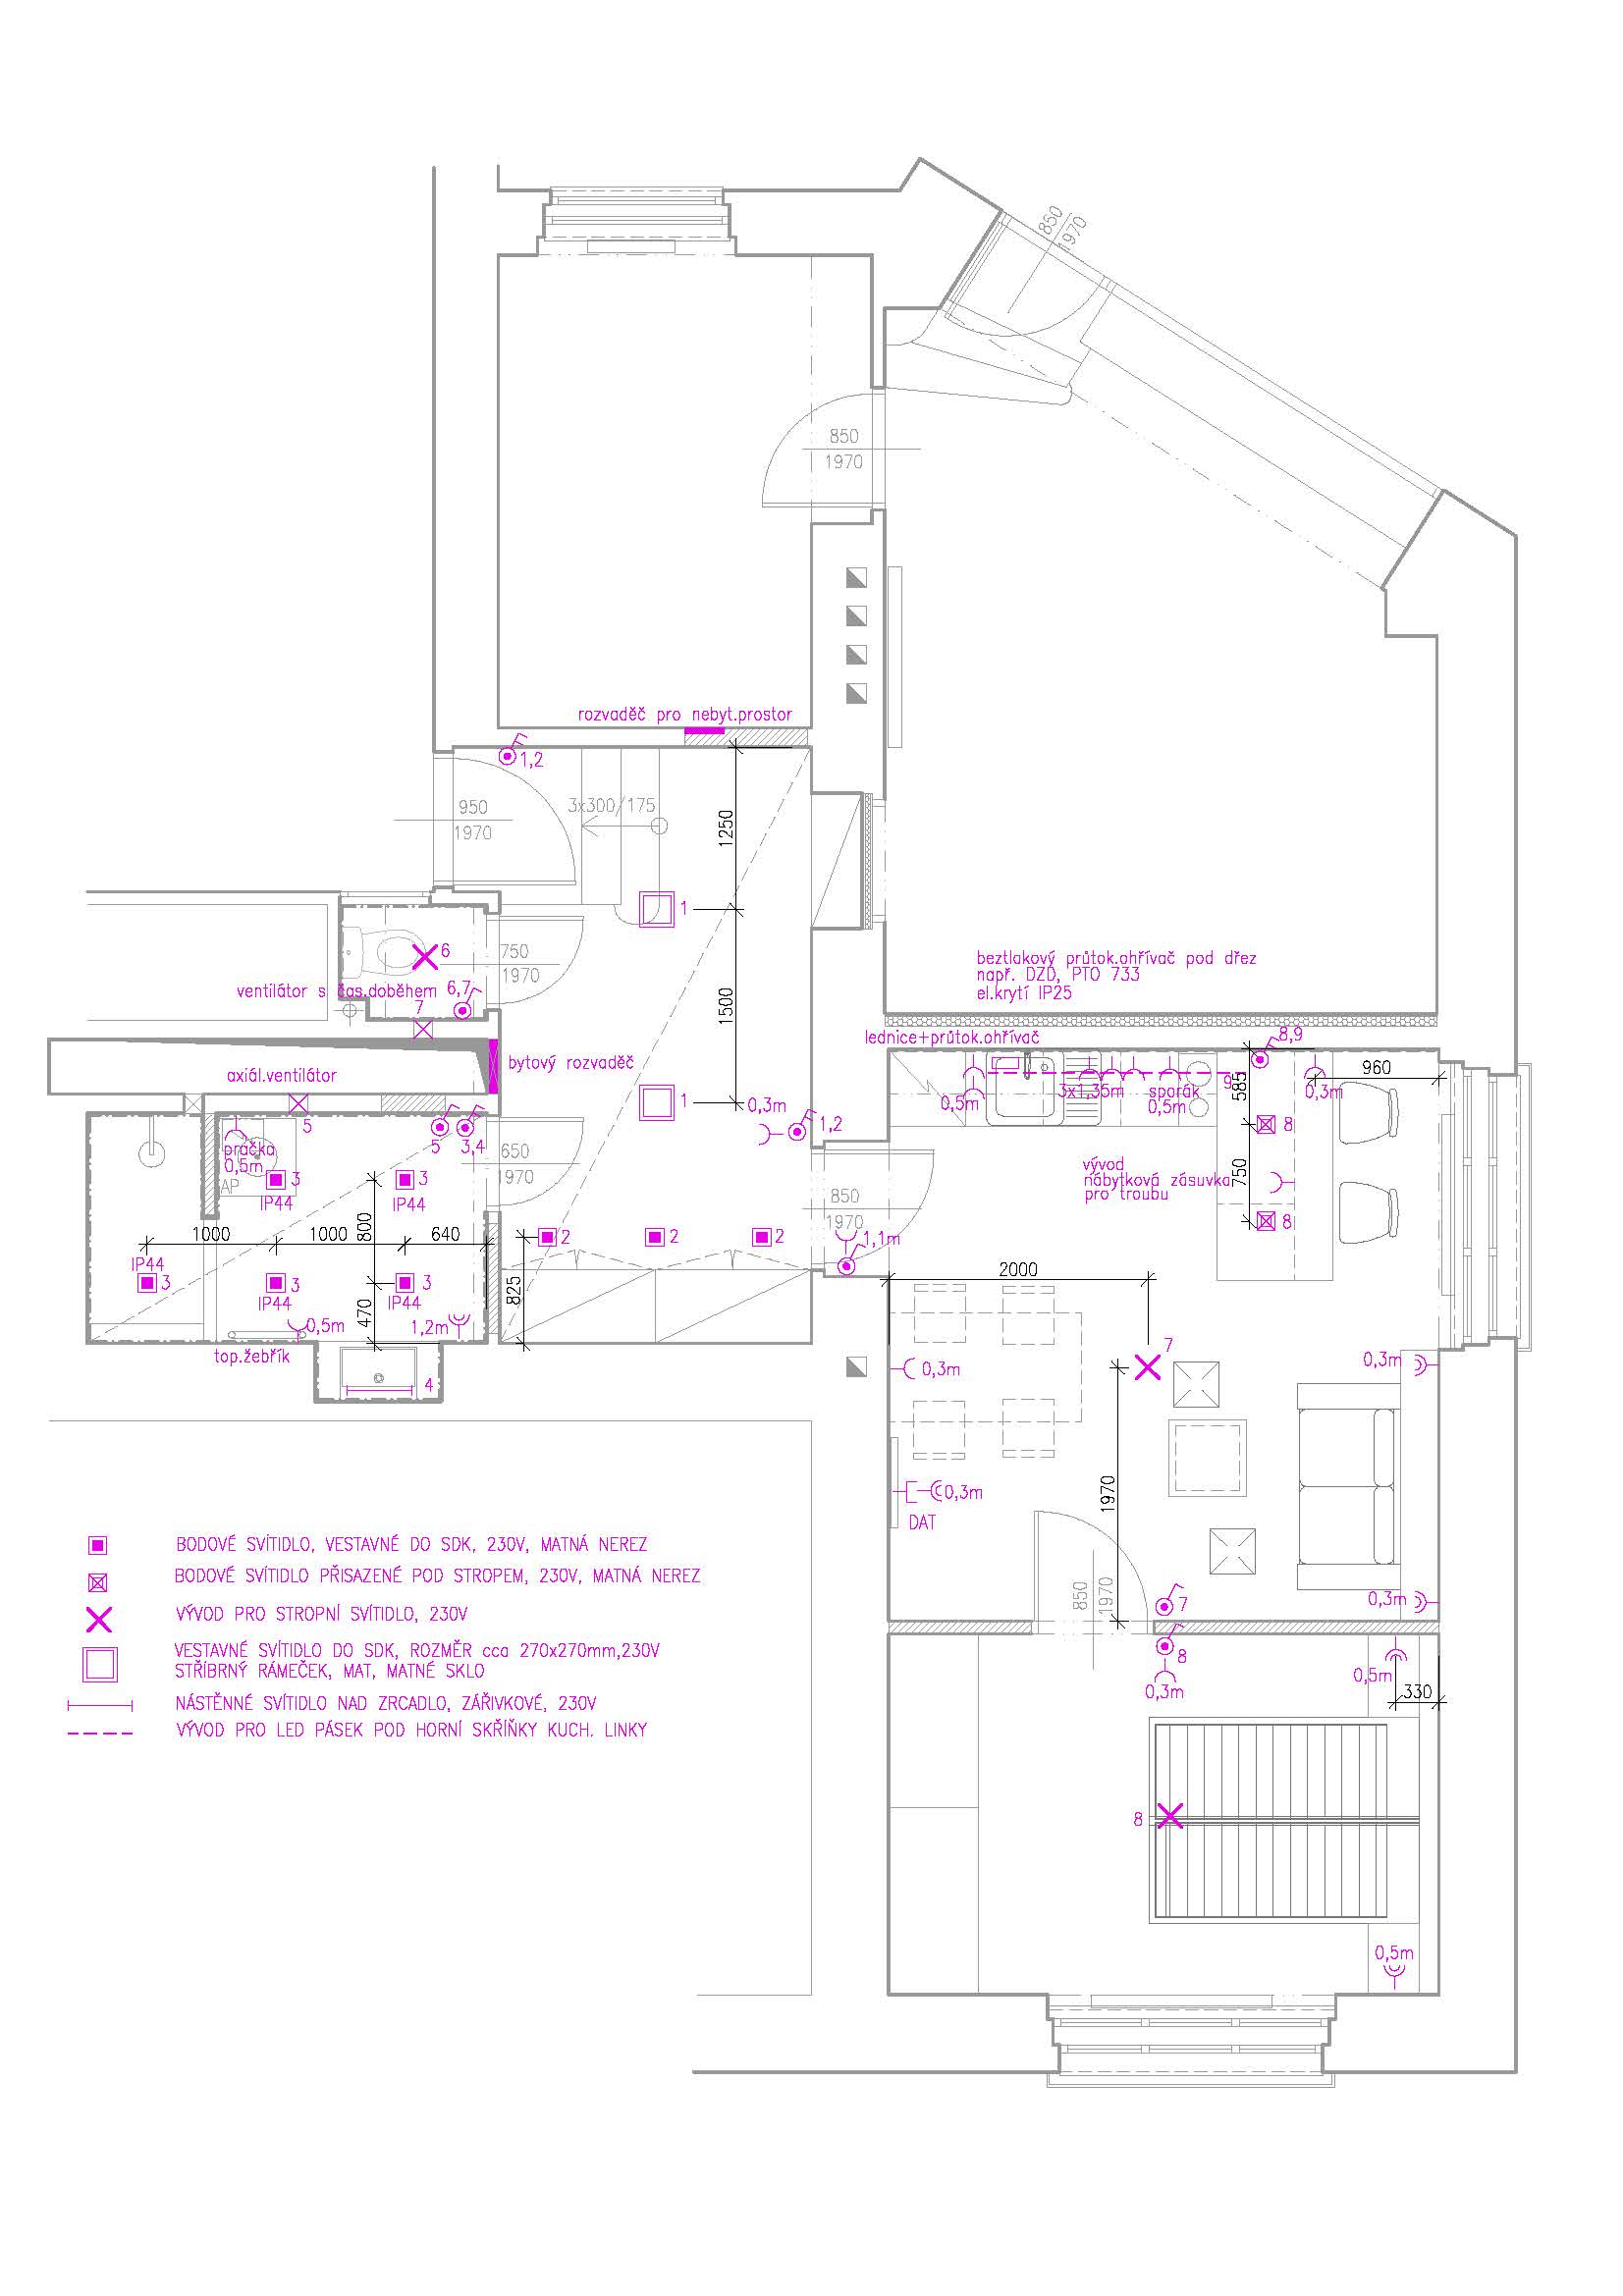 850
1970
850
1970
rozvaděč pro nebyt.prostor
1,2
950
1970
3x300/175
1250
1
6
750
1970
beztlakový průtok.ohřívač pod dřez
např. DZD, PTO 733
el.krytí IP25
ventilátor s čas.doběhem
6,7
7
1500
lednice+průtok.ohřívač
8,9
bytový rozvaděč
axiál.ventilátor
585
960
9
3x1,35m
sporák
0,5m
0,5m
0,3m
1
0,3m
1,2
5
5
3,4
8
pračka
0,5m
AP
650
1970
3
IP44
3
IP44
vývod
nábytková zásuvka
pro troubu
750
850
1970
8
1000
1000
800
640
2
2
2
1,1m
IP44
3
3
IP44
3
IP44
2000
825
470
0,5m
1,2m
top.žebřík
4
7
0,3m
0,3m
1970
0,3m
DAT
BODOVÉ SVÍTIDLO, VESTAVNÉ DO SDK, 230V, MATNÁ NEREZ
BODOVÉ SVÍTIDLO PŘISAZENÉ POD STROPEM, 230V, MATNÁ NEREZ
VÝVOD PRO STROPNÍ SVÍTIDLO, 230V
VESTAVNÉ SVÍTIDLO DO SDK, ROZMĚR cca 270x270mm,230V
STŘÍBRNÝ RÁMEČEK, MAT, MATNÉ SKLO
NÁSTĚNNÉ SVÍTIDLO NAD ZRCADLO, ZÁŘIVKOVÉ, 230V
VÝVOD PRO LED PÁSEK POD HORNÍ SKŘÍŇKY KUCH. LINKY
850
1970
7
0,3m
8
0,3m
0,5m
330
8
0,5m